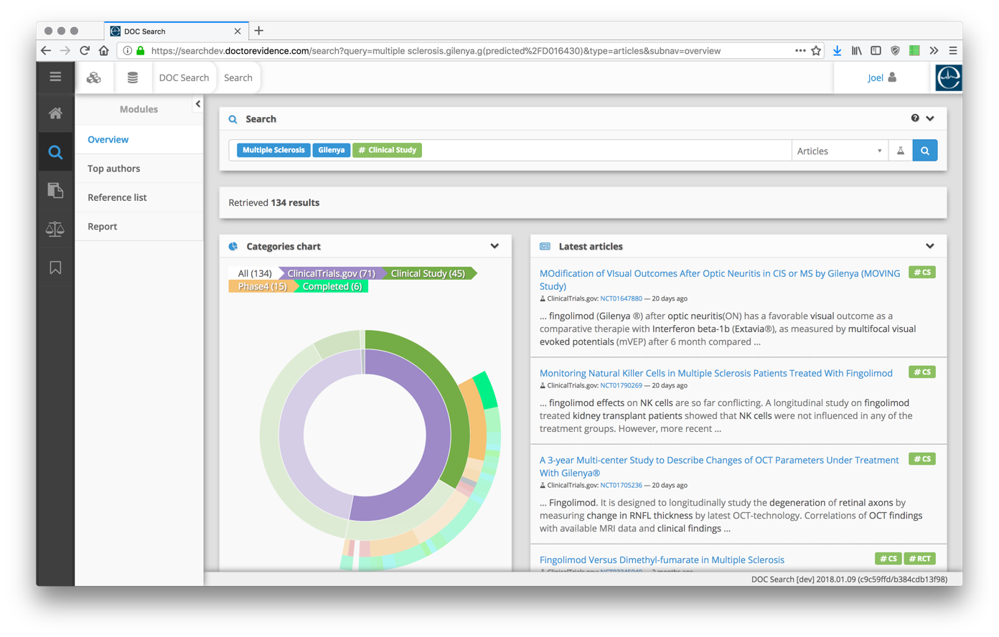 DOC Search
https://searchdev.doctorevidence.com/search?query=multiple sclerosis.gilenya.g(predicted%2FD016430)&type=articles&subnav=overview
DOC Search
Search
Joel
Modules
Overview
Top authors
Reference list
Report
Search
Multiple Sclerosis Gilenya # Clinical Study
Articles
Retrieved 134 results
Categories chart
All (134) ClinicalTrials.gov (71) Clinical Study (45)
Phase4 (15) Completed (6)
Latest articles
MOdification of VIsual Outcomes After Optic Neuritis in CIS or MS by Gilenya (MOVING # CS
Study)
ClinicalTrials.gov: NCT01647880 — 20 days ago
... fingolimod (Gilenya ®) after optic neuritis(ON) has a favorable visual outcome as a
comparative therapie with Interferon beta-1b (Extavia®), as measured by multifocal visual
evoked potentials (mVEP) after 6 month compared ...
Monitoring Natural Killer Cells in Multiple Sclerosis Patients Treated With Fingolimod # CS
ClinicalTrials.gov: NCT01790269 — 20 days ago
... fingolimod effects on NK cells are so far conflicting. A longitudinal study on fingolimod
treated kidney transplant patients showed that NK cells were not influenced in any of the
treatment groups. However, more recent ...
A 3-year Multi-center Study to Describe Changes of OCT Parameters Under Treatment # CS
With Gilenya®
ClinicalTrials.gov: NCT01705236 — 20 days ago
... Fingolimod. It is designed to longitudinally study the degeneration of retinal axons by
measuring change in RNFL thickness by latest OCT-technology. Correlations of OCT findings
with available MRI data and clinical findings ...
Fingolimod Versus Dimethyl-fumarate in Multiple Sclerosis # CS # RCT
DOC Search [dev] 2018.01.09 (c9c59ffd/b384cdb13f98)